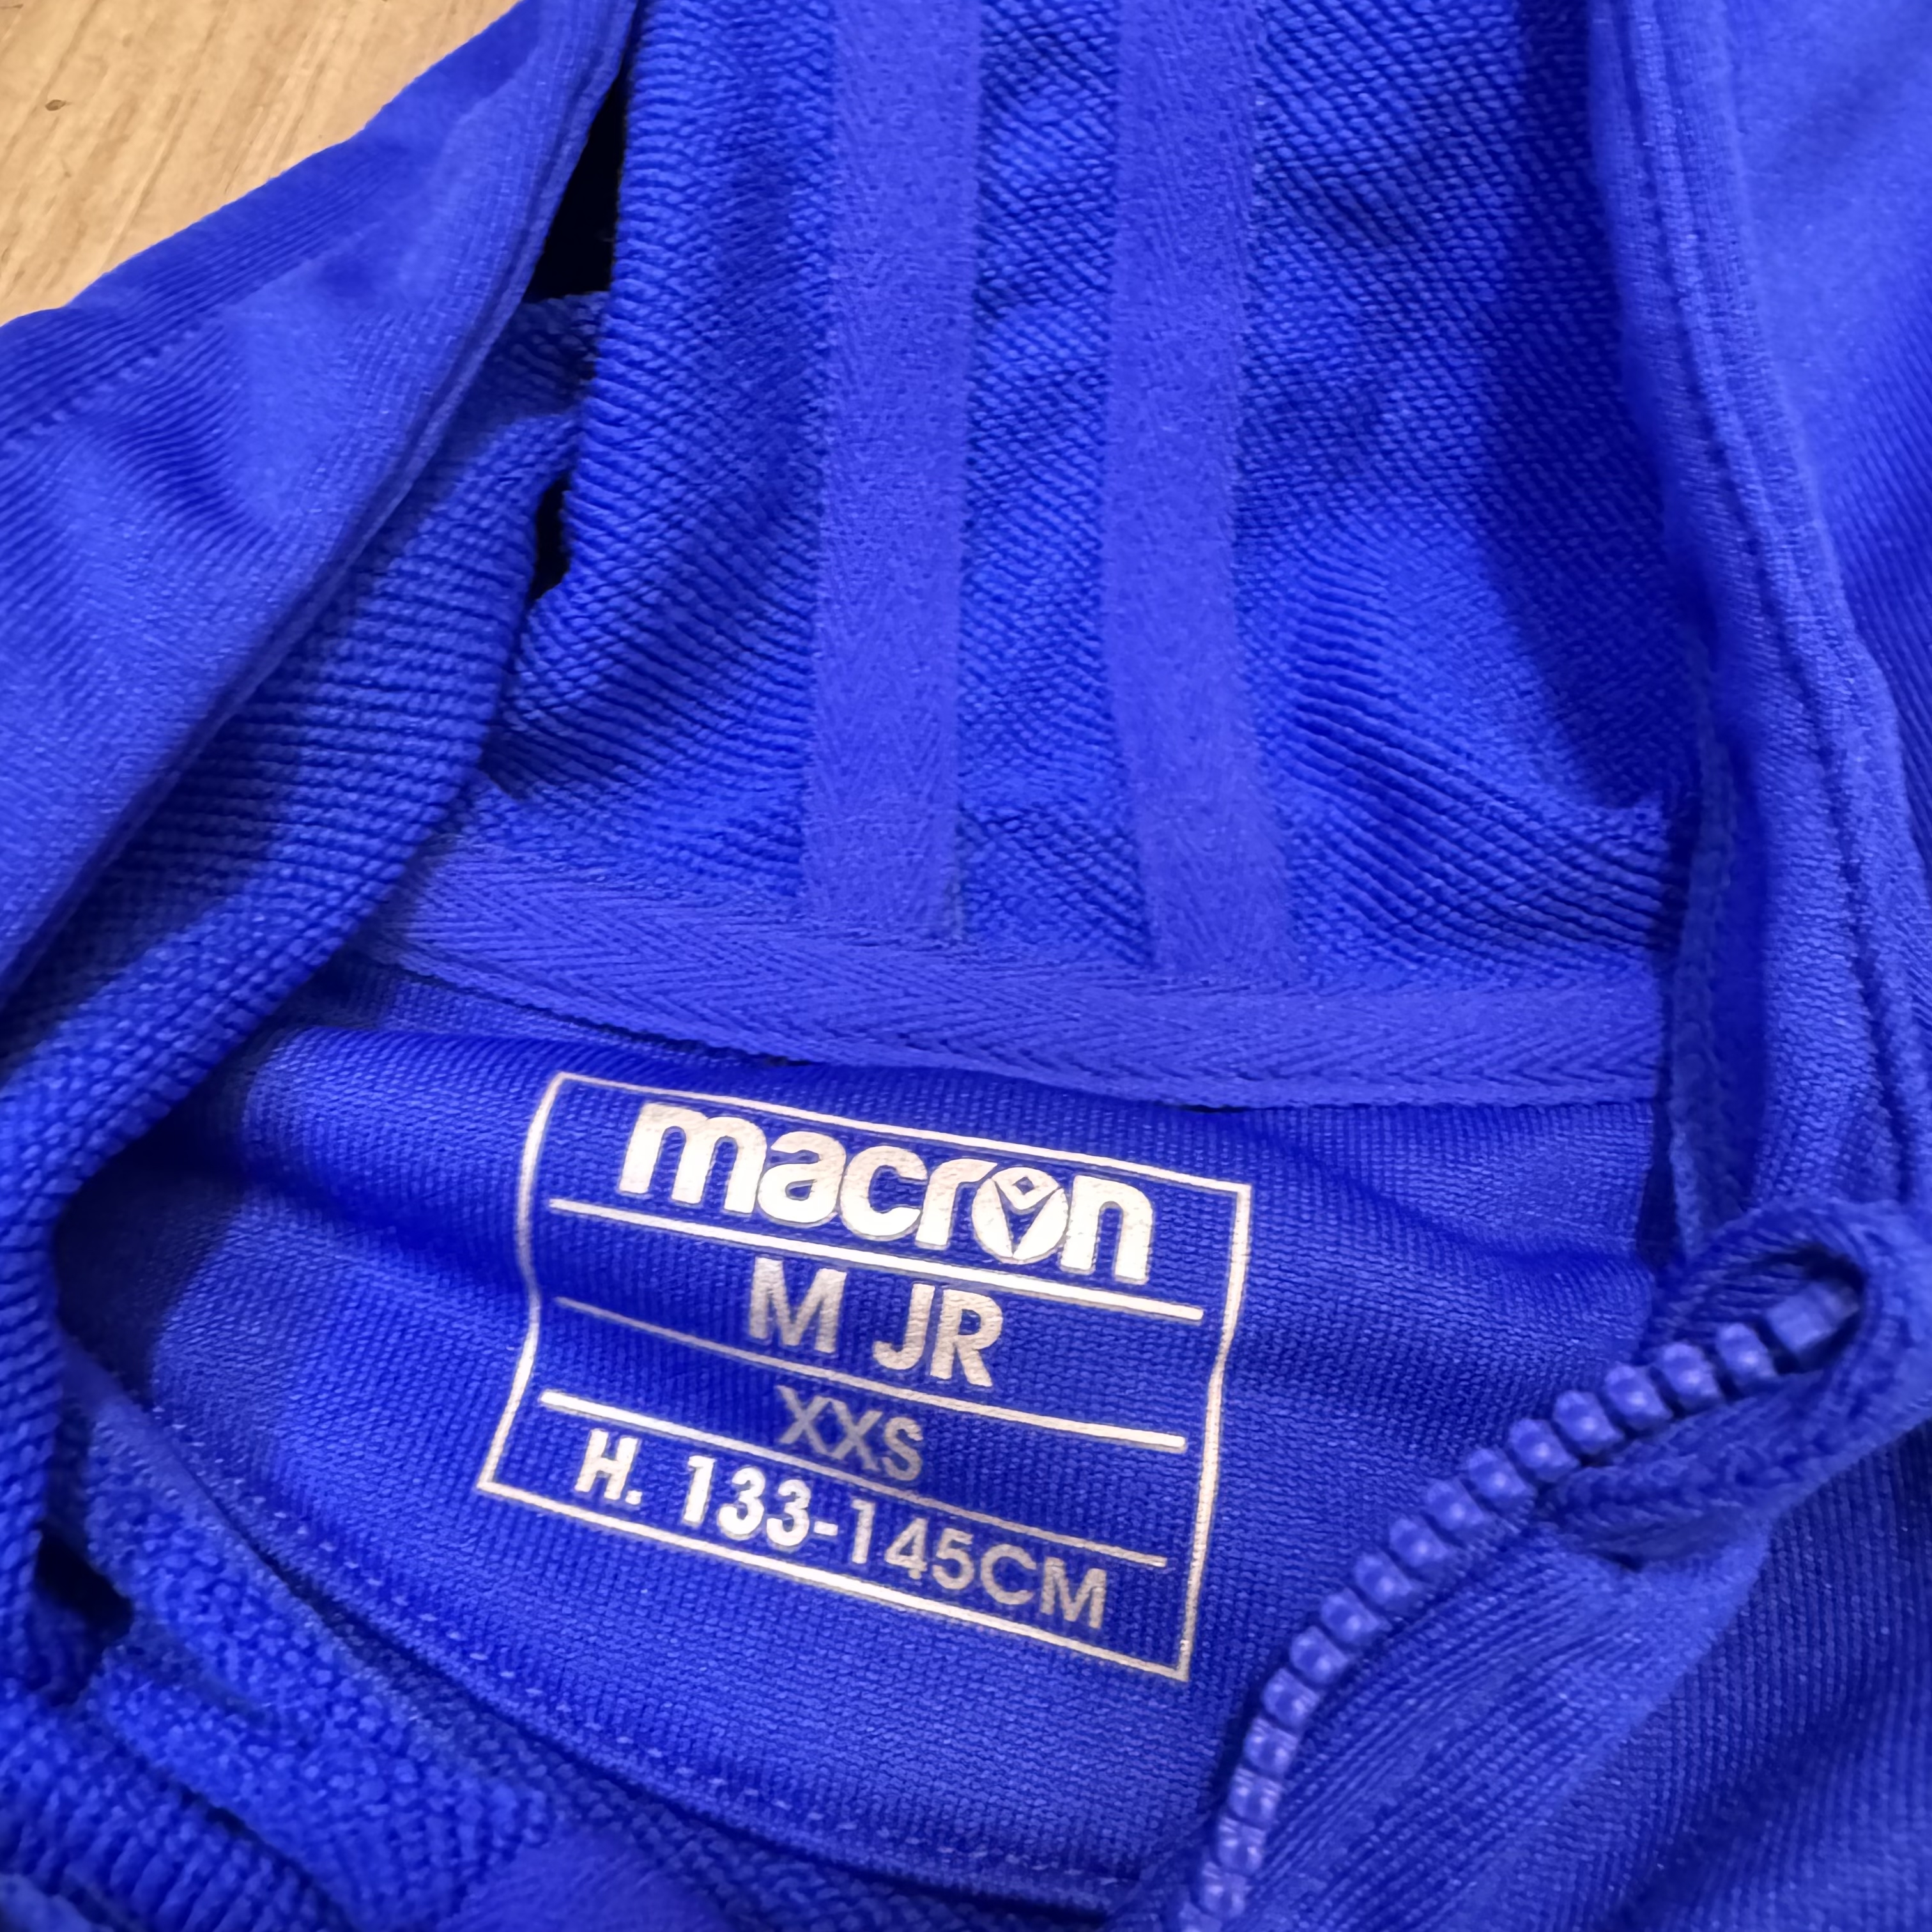 macron
M JR
XXS
H. 133-145CM